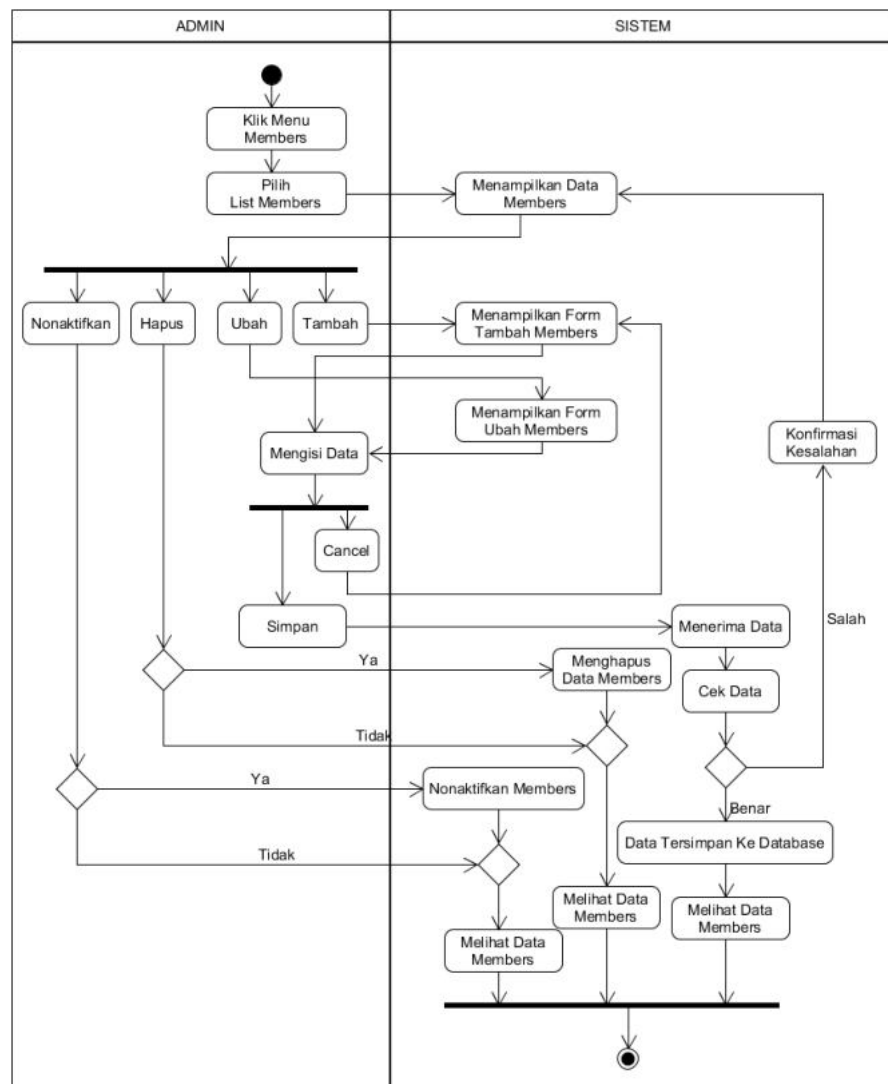 ADMIN
SISTEM
Klik Menu
Members
Pilih
List Members
Menampilkan Data
Members
Nonaktifkan
Hapus
Ubah
Tambah
Menampilkan Form
Tambah Members
Menampilkan Form
Ubah Members
Konfirmasi
Kesalahan
Mengisi Data
Cancel
Simpan
Menerima Data
Salah
Ya
Menghapus
Data Members
Cek Data
Tidak
Ya
Nonaktifkan Members
Benar
Tidak
Data Tersimpan Ke Database
Melihat Data
Members
Melihat Data
Members
Melihat Data
Members